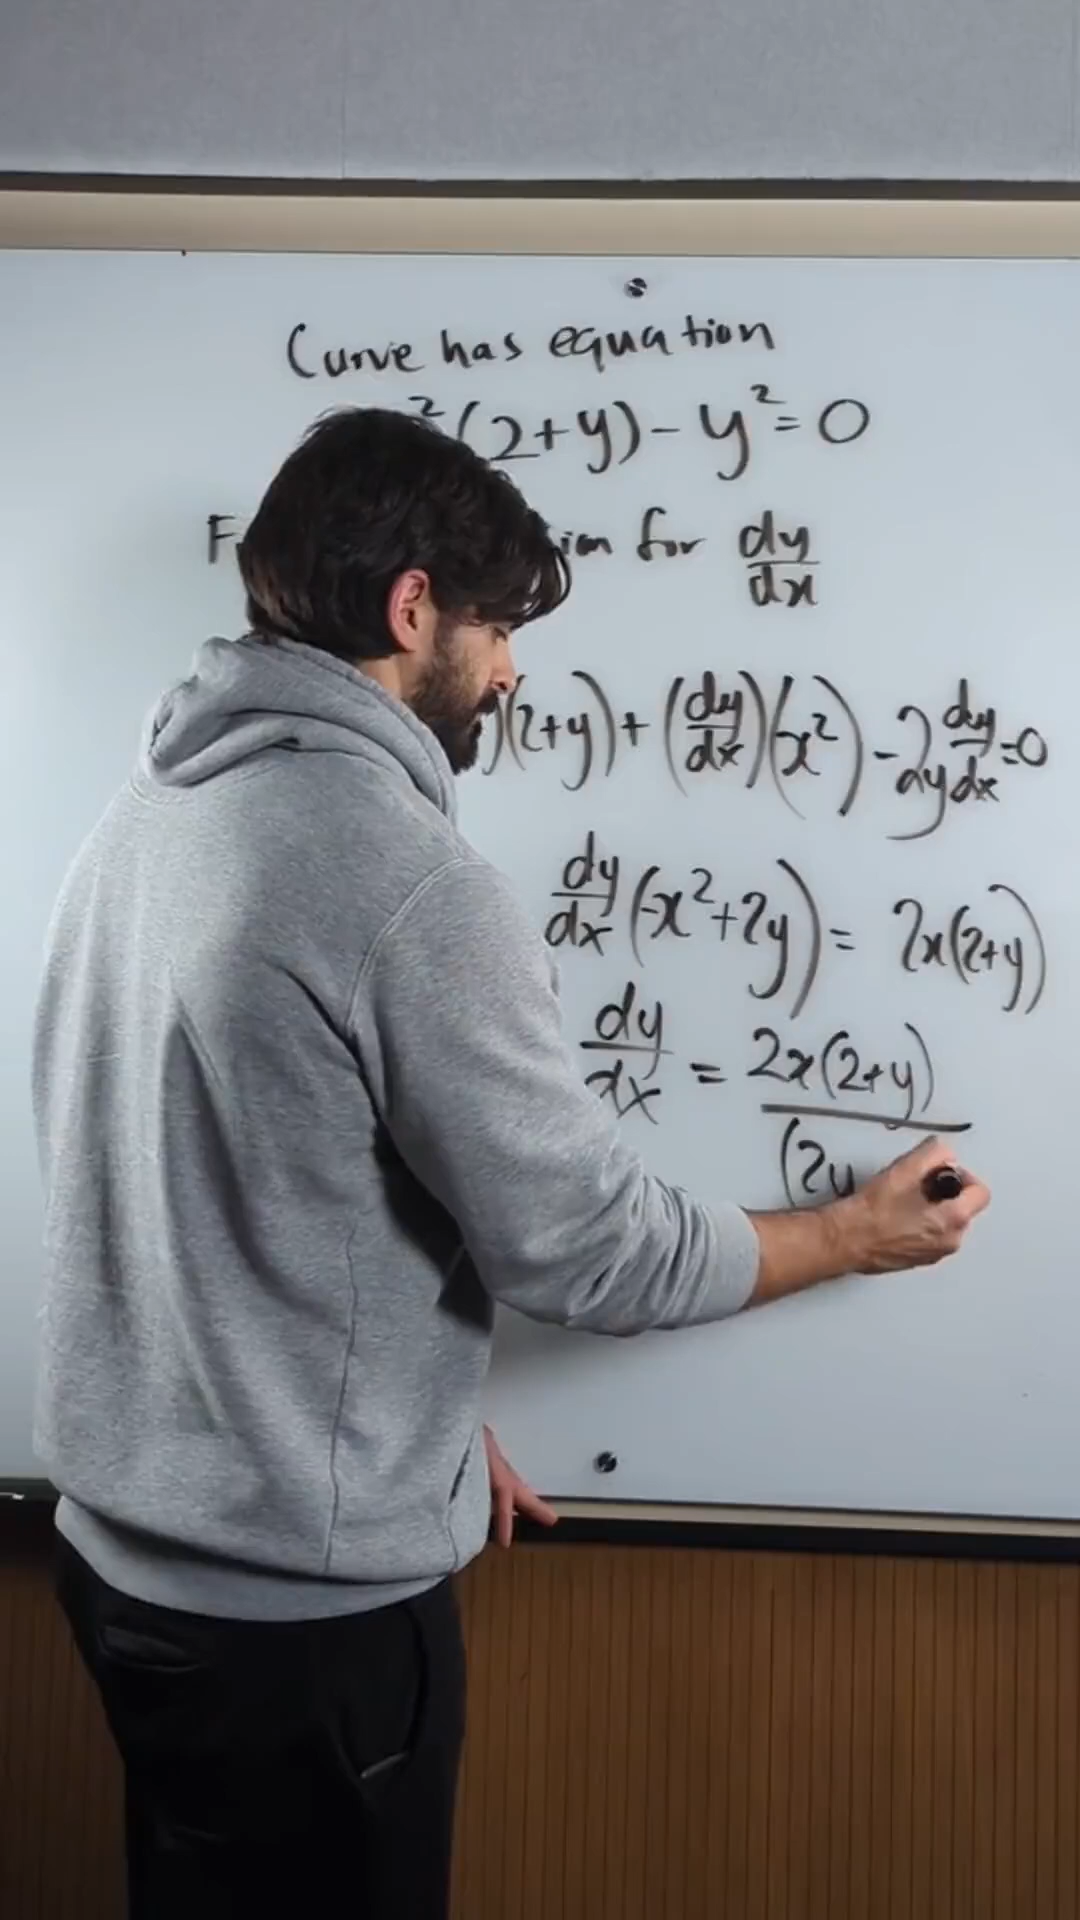 Curve has equation
²(2+y) - y² = 0
for dy/dx
)(2+y) + (dy/dx)(x²) - 2y dy/dx = 0
dy/dx (-x²+2y) = 2x(2+y)
dy/dx = 2x(2+y)
(2y